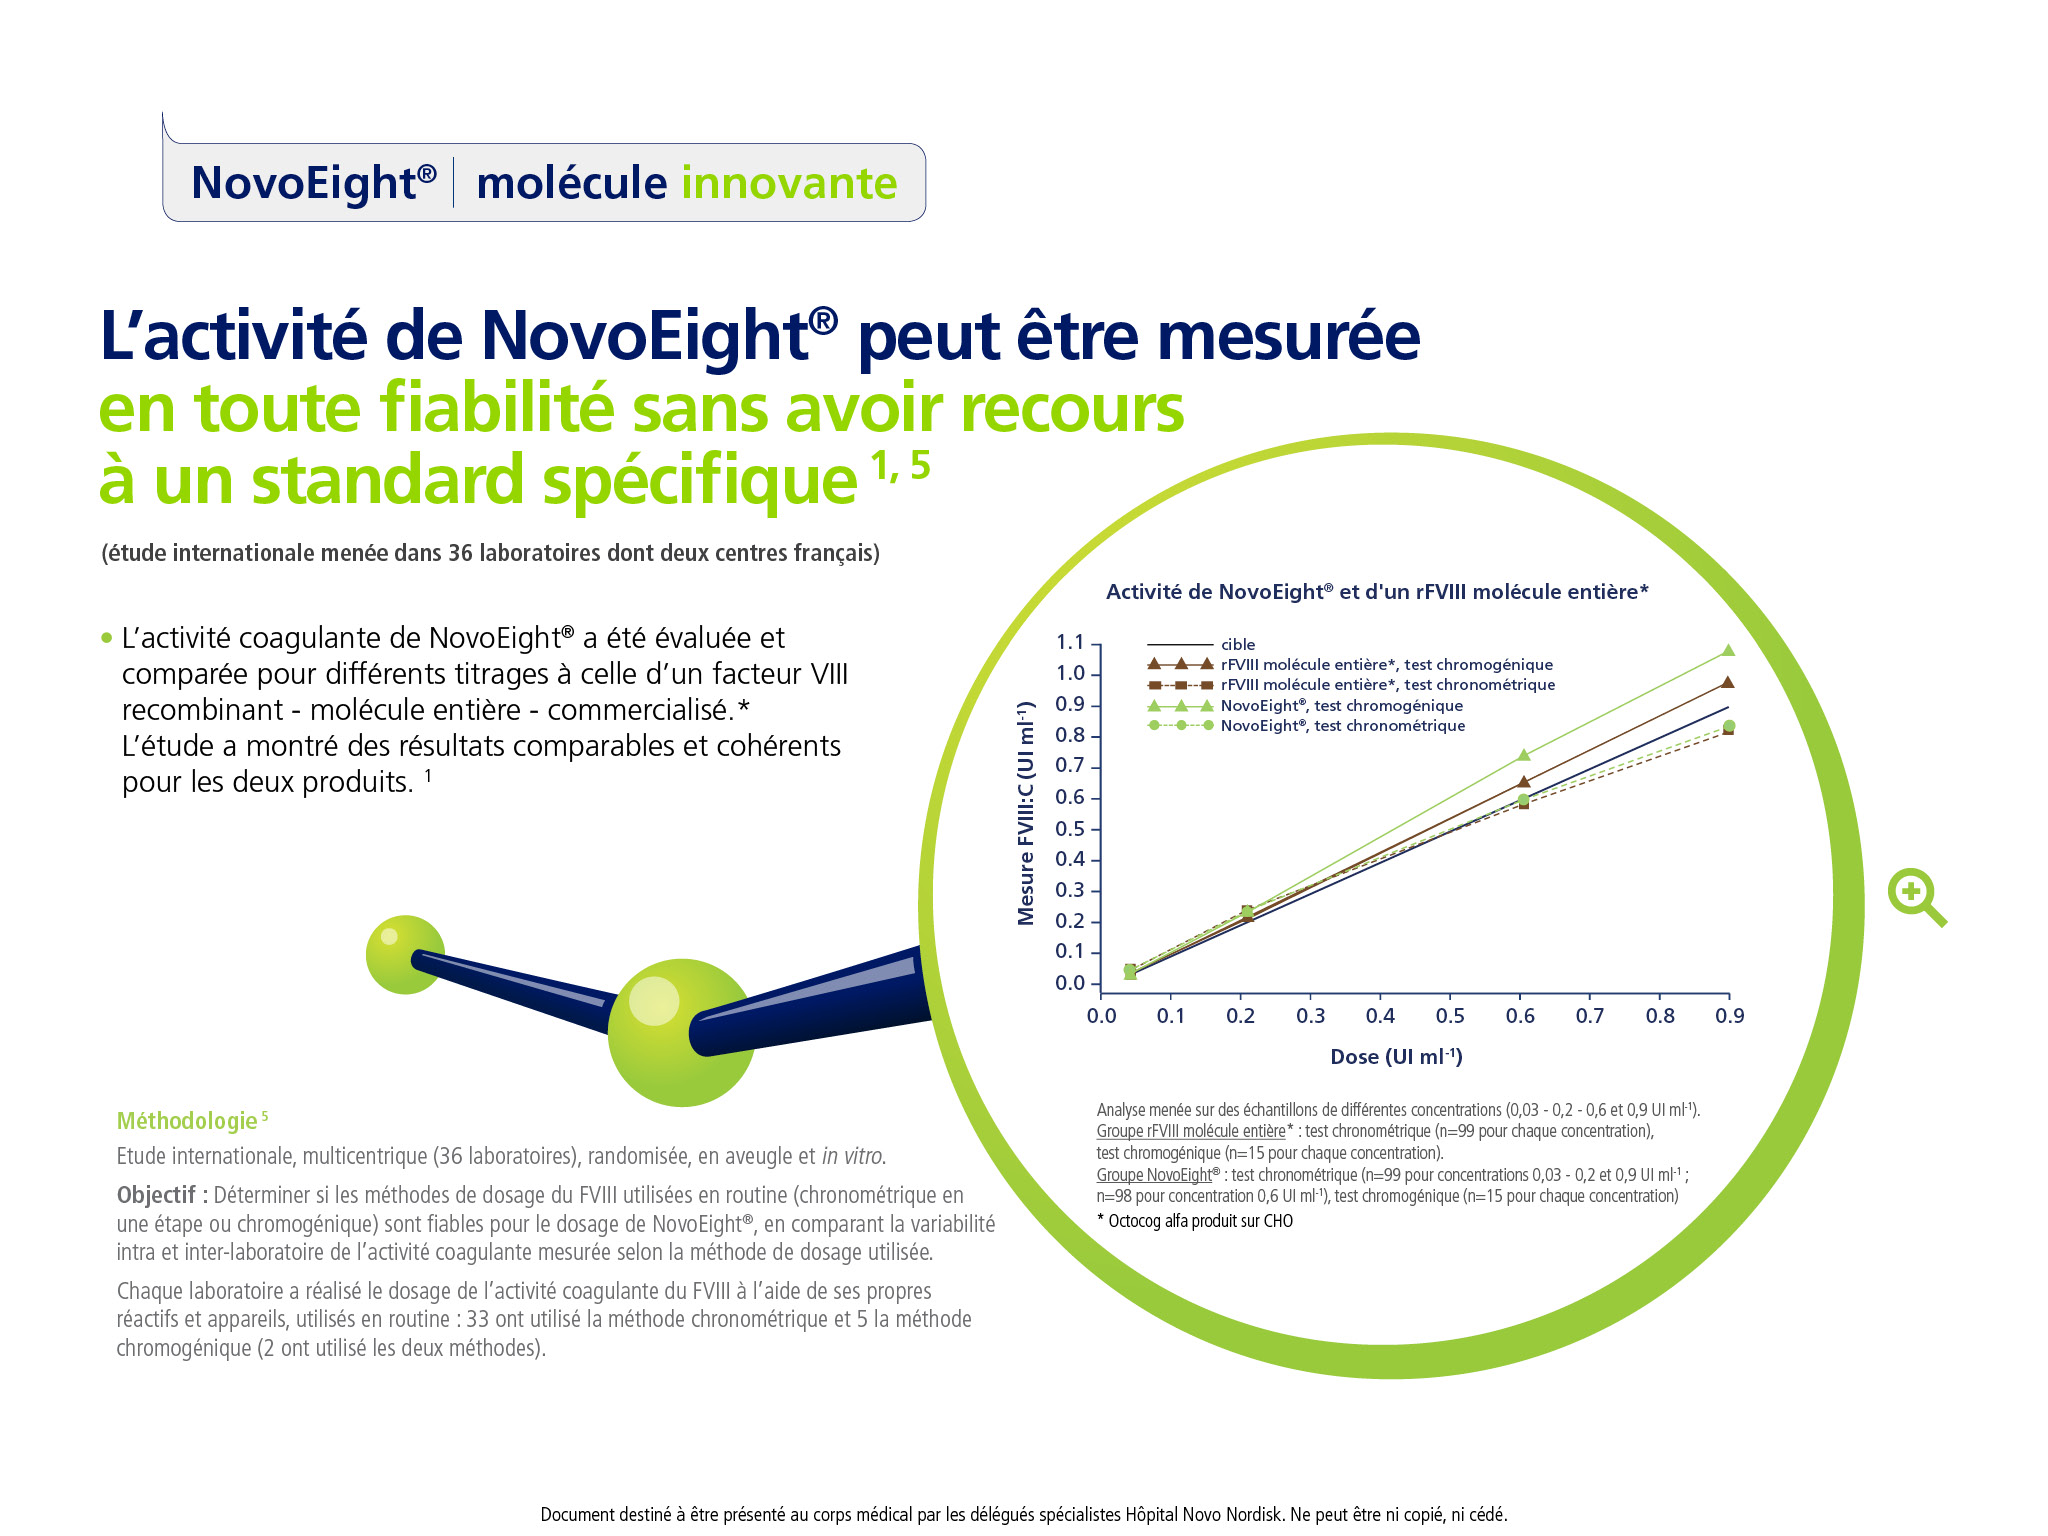 NovoEight® | molécule innovante
L’activité de NovoEight® peut être mesurée
en toute fiabilité sans avoir recours
à un standard spécifique 1, 5
(étude internationale menée dans 36 laboratoires dont deux centres français)
• L’activité coagulante de NovoEight® a été évaluée et
comparée pour différents titrages à celle d’un facteur VIII
recombinant - molécule entière - commercialisé.*
L’étude a montré des résultats comparables et cohérents
pour les deux produits. 1
Activité de NovoEight® et d'un rFVIII molécule entière*
cible
rFVIII molécule entière*, test chromogénique
rFVIII molécule entière*, test chronométrique
NovoEight®, test chromogénique
NovoEight®, test chronométrique
Mesure FVIII:C (UI ml-1)
1.1
1.0
0.9
0.8
0.7
0.6
0.5
0.4
0.3
0.2
0.1
0.0
0.0 0.1 0.2 0.3 0.4 0.5 0.6 0.7 0.8 0.9
Dose (UI ml-1)
Analyse menée sur des échantillons de différentes concentrations (0,03 - 0,2 - 0,6 et 0,9 UI ml-1).
Groupe rFVIII molécule entière* : test chronométrique (n=99 pour chaque concentration),
test chromogénique (n=15 pour chaque concentration).
Groupe NovoEight® : test chronométrique (n=99 pour concentrations 0,03 - 0,2 et 0,9 UI ml-1 ;
n=98 pour concentration 0,6 UI ml-1), test chromogénique (n=15 pour chaque concentration)
* Octocog alfa produit sur CHO
Méthodologie 5
Etude internationale, multicentrique (36 laboratoires), randomisée, en aveugle et in vitro.
Objectif : Déterminer si les méthodes de dosage du FVIII utilisées en routine (chronométrique en
une étape ou chromogénique) sont fiables pour le dosage de NovoEight®, en comparant la variabilité
intra et inter-laboratoire de l’activité coagulante mesurée selon la méthode de dosage utilisée.
Chaque laboratoire a réalisé le dosage de l’activité coagulante du FVIII à l’aide de ses propres
réactifs et appareils, utilisés en routine : 33 ont utilisé la méthode chronométrique et 5 la méthode
chromogénique (2 ont utilisé les deux méthodes).
Document destiné à être présenté au corps médical par les délégués spécialistes Hôpital Novo Nordisk. Ne peut être ni copié, ni cédé.